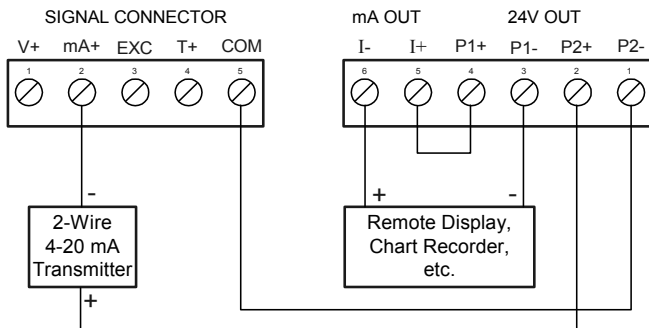 SIGNAL CONNECTOR
V+ mA+ EXC T+ COM
1 2 3 4 5
mA OUT 24V OUT
I- I+ P1+ P1- P2+ P2-
6 5 4 3 2 1
-
2-Wire
4-20 mA
Transmitter
+
+ -
Remote Display,
Chart Recorder,
etc.